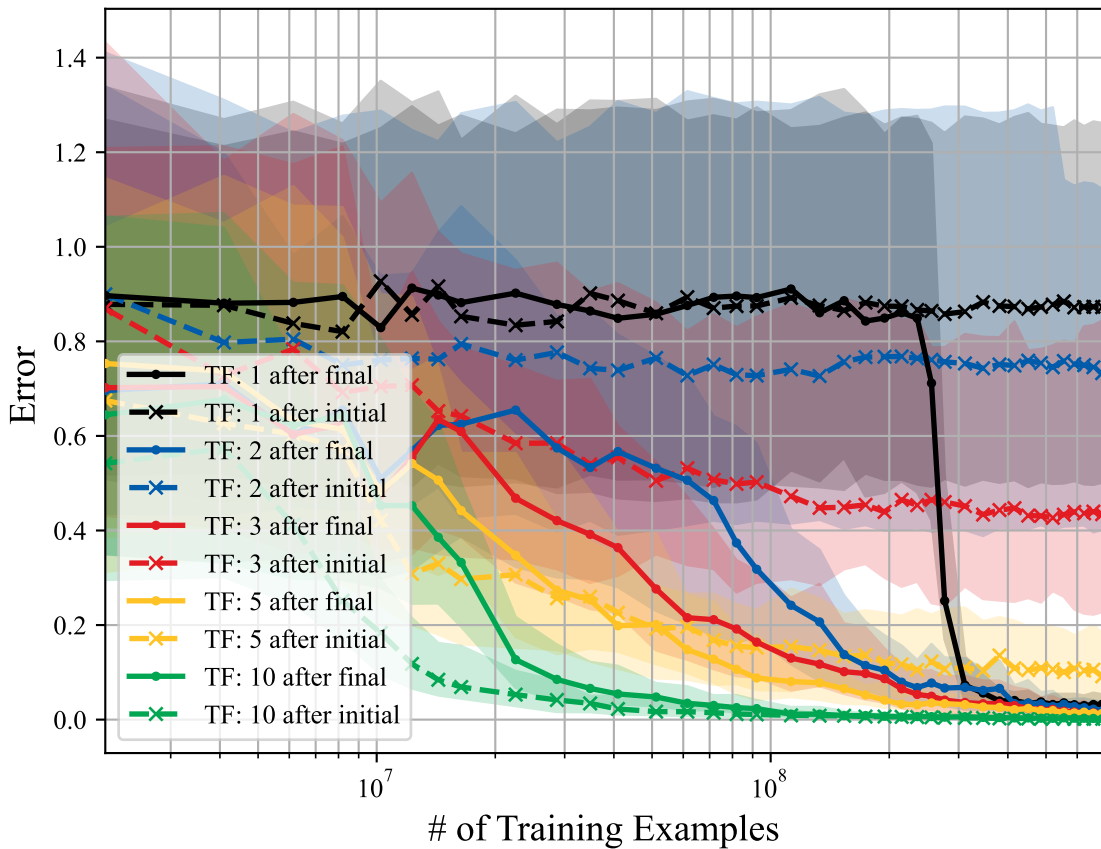 1.4
1.2
1.0
0.8
0.6
0.4
0.2
0.0
Error
TF: 1 after final
TF: 1 after initial
TF: 2 after final
TF: 2 after initial
TF: 3 after final
TF: 3 after initial
TF: 5 after final
TF: 5 after initial
TF: 10 after final
TF: 10 after initial
10⁷ 10⁸
# of Training Examples